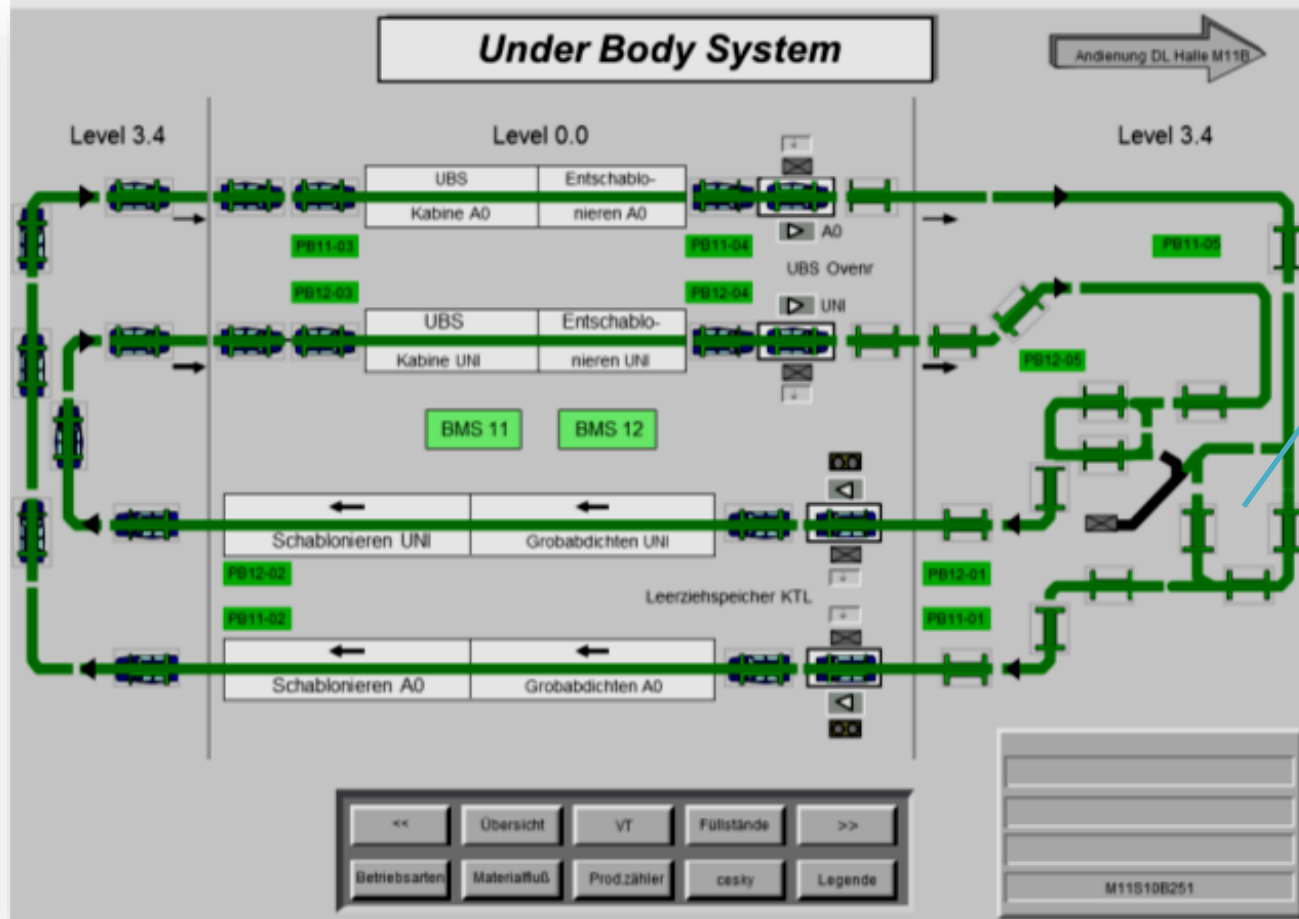 Under Body System
Andienung DL Halle M11B
Level 3.4
Level 0.0
Level 3.4
UBS
Entschablo-
Kabine A0
nieren A0
A0
PB11-03
PB11-04
PB11-05
UBS Ovenr
PB12-03
PB12-04
UNI
UBS
Entschablo-
Kabine UNI
nieren UNI
PB12-05
BMS 11
BMS 12
Schablonieren UNI
Grobabdichten UNI
PB12-02
PB12-01
Leerziehspeicher KTL
PB11-02
PB11-01
Schablonieren A0
Grobabdichten A0
<<
Übersicht
VT
Füllstände
>>
Betriebsarten
Materialfluß
Prod.zähler
cesky
Legende
M11S10B251